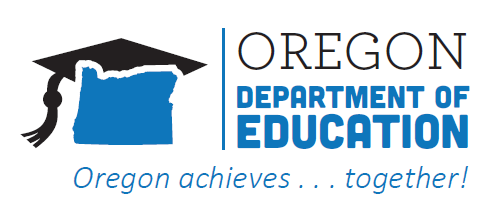 OREGON
DEPARTMENT OF
EDUCATION
Oregon achieves . . . together!